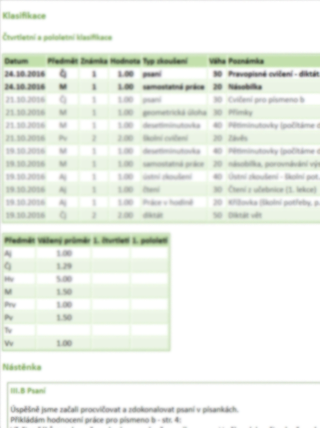 Klasifikace
Čtvrtletní a pololetní klasifikace
Datum Předmět Známka Hodnota Typ zkoušení Váha Poznámka
24.10.2016 Čj 1 1.00 psaní 30 Pravopisné cvičení - diktát
24.10.2016 M 1 1.00 samostatná práce 20 Násobilka
21.10.2016 Čj 1 1.00 psaní 30 Cvičení pro písmeno b
21.10.2016 M 1 1.00 geometrická úloha 30 Přímky
21.10.2016 M 1 1.00 desetiminutovka 40 Pětiminutovky (počítáme
21.10.2016 Pv 2 2.00 školní cvičení 20
19.10.2016 M 1 1.00 desetiminutovka 40 Pětiminutovky (počítáme
19.10.2016 M 1 1.00 samostatná práce 20 násobilka, porovnávání
19.10.2016 Aj 1 1.00 ústní zkoušení 40 Ústní zkoušení - školní pot.
19.10.2016 Aj 1 1.00 čtení 30 Čtení z učebnice (1. lekce)
19.10.2016 Aj 1 1.00 Práce v hodině 20 Křížovka (školní potřeby,
19.10.2016 Čj 2 2.00 diktát 50 Diktát vět
Předmět Vážený průměr 1. čtvrtletí 1. pololetí
Aj 1.00
Čj 1.29
Hv 5.00
M 1.50
Prv 1.00
Pv 1.50
Tv
Vv 1.00
Nástěnka
III.B Psaní
Úspěšně jsme začali procvičovat a zdokonalovat psaní v písankách.
Přikládám hodnocení práce pro písmeno b - str. 4: